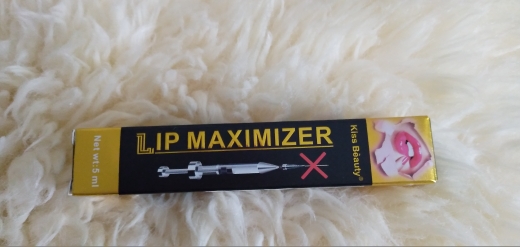 Net wt:5 ml
LIP MAXIMIZER
Kiss Beauty®